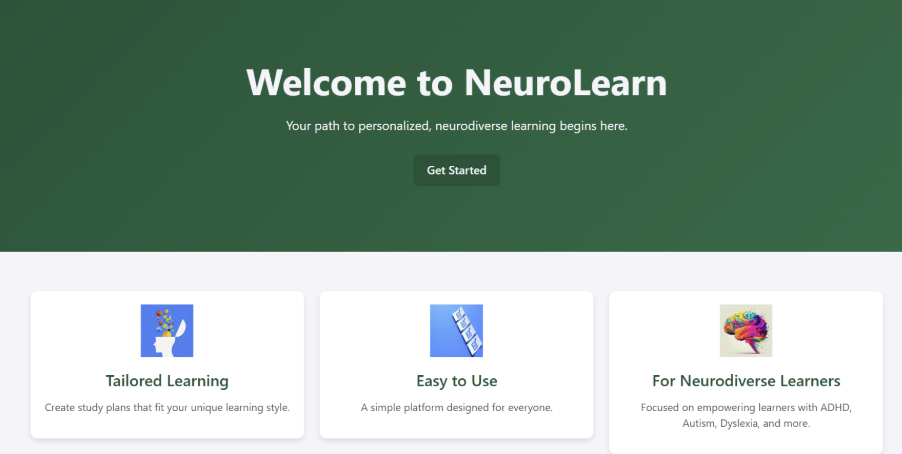 Welcome to NeuroLearn
Your path to personalized, neurodiverse learning begins here.
Get Started
Tailored Learning
Create study plans that fit your unique learning style.
Easy to Use
A simple platform designed for everyone.
For Neurodiverse Learners
Focused on empowering learners with ADHD,
Autism, Dyslexia, and more.